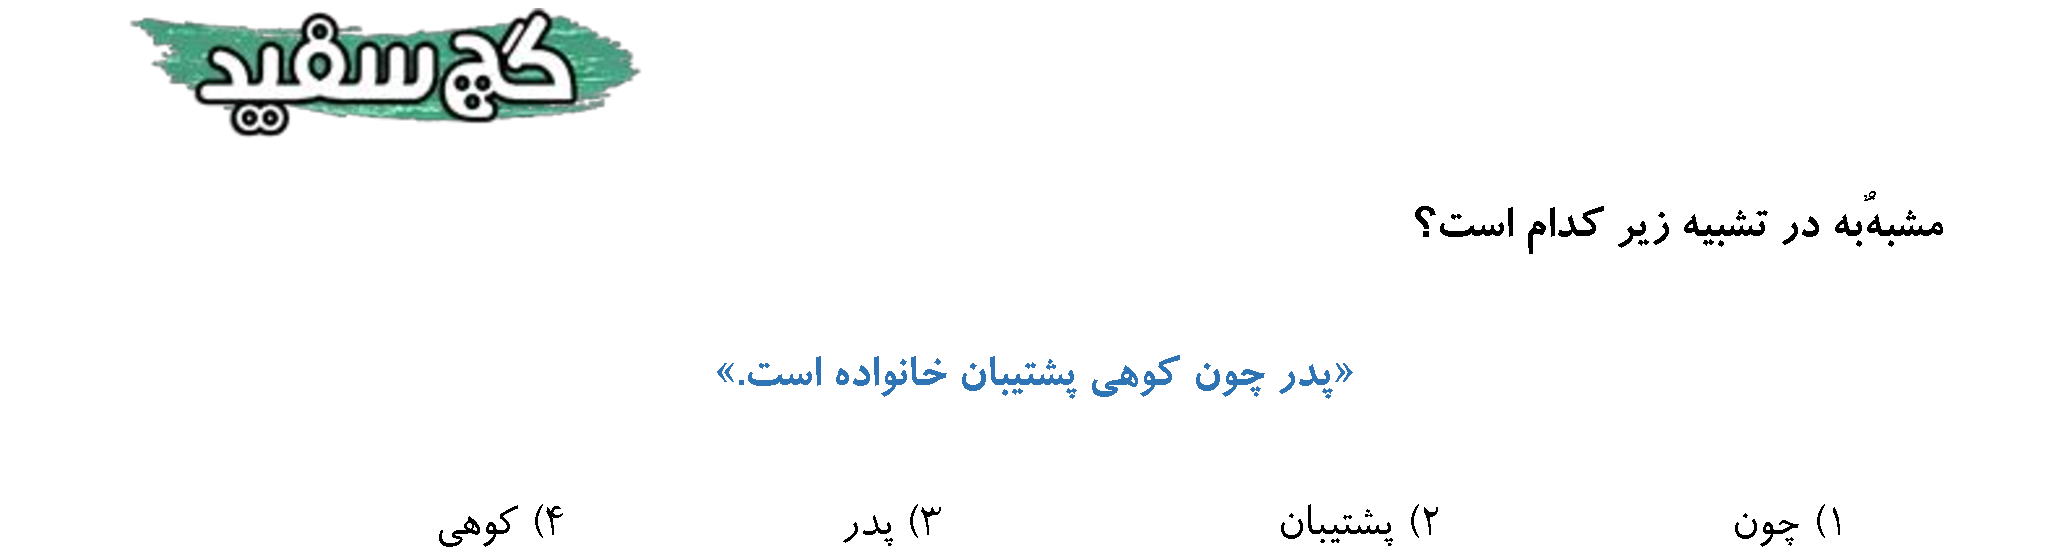 گچ سفید
مشبهٌ‌به در تشبیه زیر کدام است؟
«پدر چون کوهی پشتیبان خانواده است.»
۱) چون ۲) پشتیبان ۳) پدر ۴) کوهی